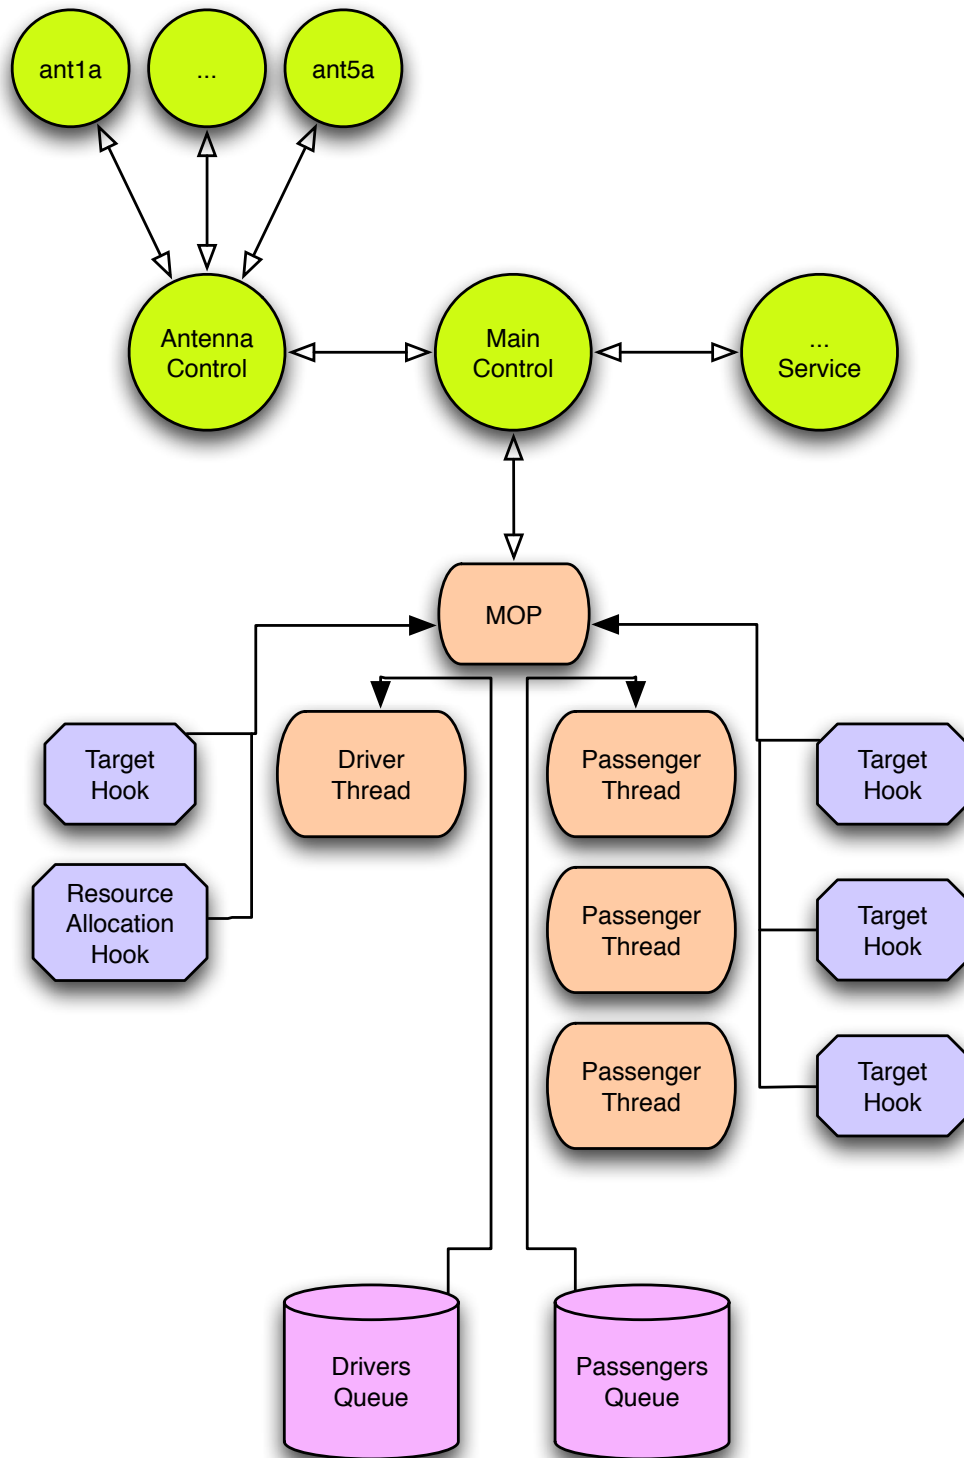 ant1a
...
ant5a
Antenna
Control
Main
Control
...
Service
MOP
Target
Hook
Driver
Thread
Passenger
Thread
Target
Hook
Resource
Allocation
Hook
Passenger
Thread
Target
Hook
Passenger
Thread
Target
Hook
Drivers
Queue
Passengers
Queue